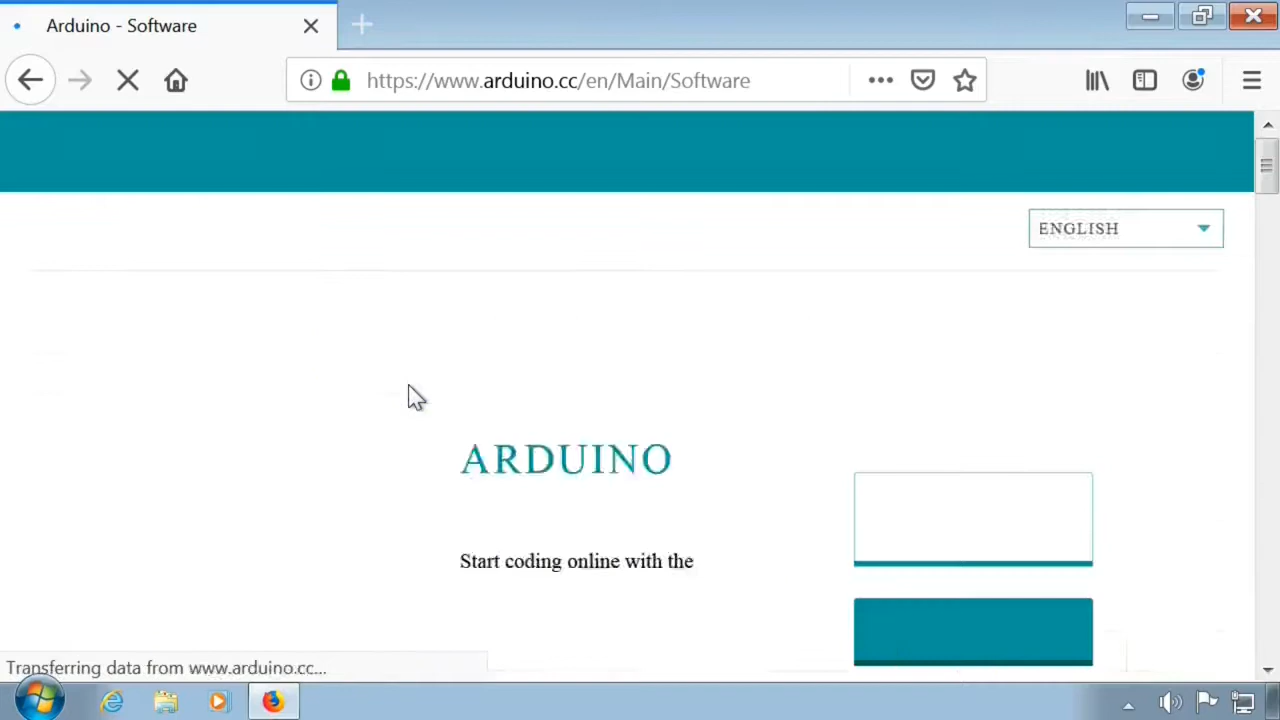 Arduino - Software
https://www.arduino.cc/en/Main/Software
ENGLISH
ARDUINO
Start coding online with the
Transferring data from www.arduino.cc...